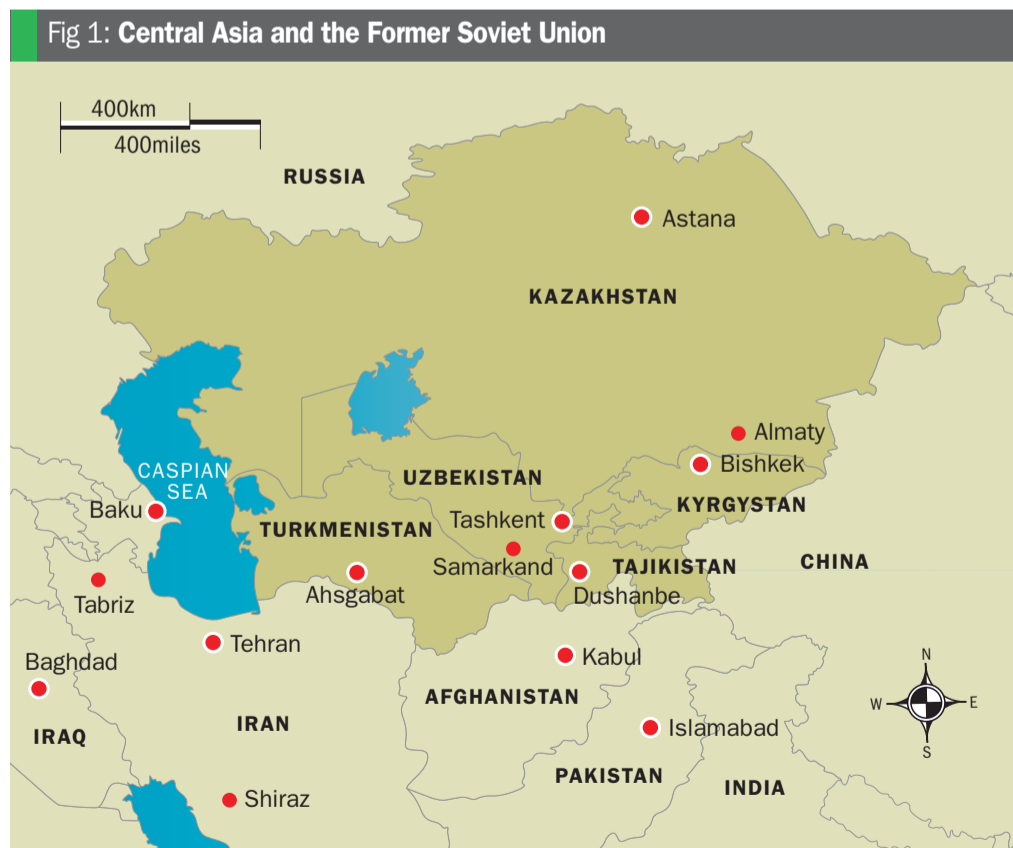 Fig 1: Central Asia and the Former Soviet Union
400km
400miles
RUSSIA
Astana
KAZAKHSTAN
Almaty
Bishkek
CASPIAN
SEA
UZBEKISTAN
KYRGYSTAN
Baku
Tashkent
TURKMENISTAN
Samarkand
TAJIKISTAN
CHINA
Tabriz
Ahsgabat
Dushanbe
Tehran
Kabul
Baghdad
N
W
E
S
AFGHANISTAN
IRAN
IRAQ
Islamabad
PAKISTAN
INDIA
Shiraz